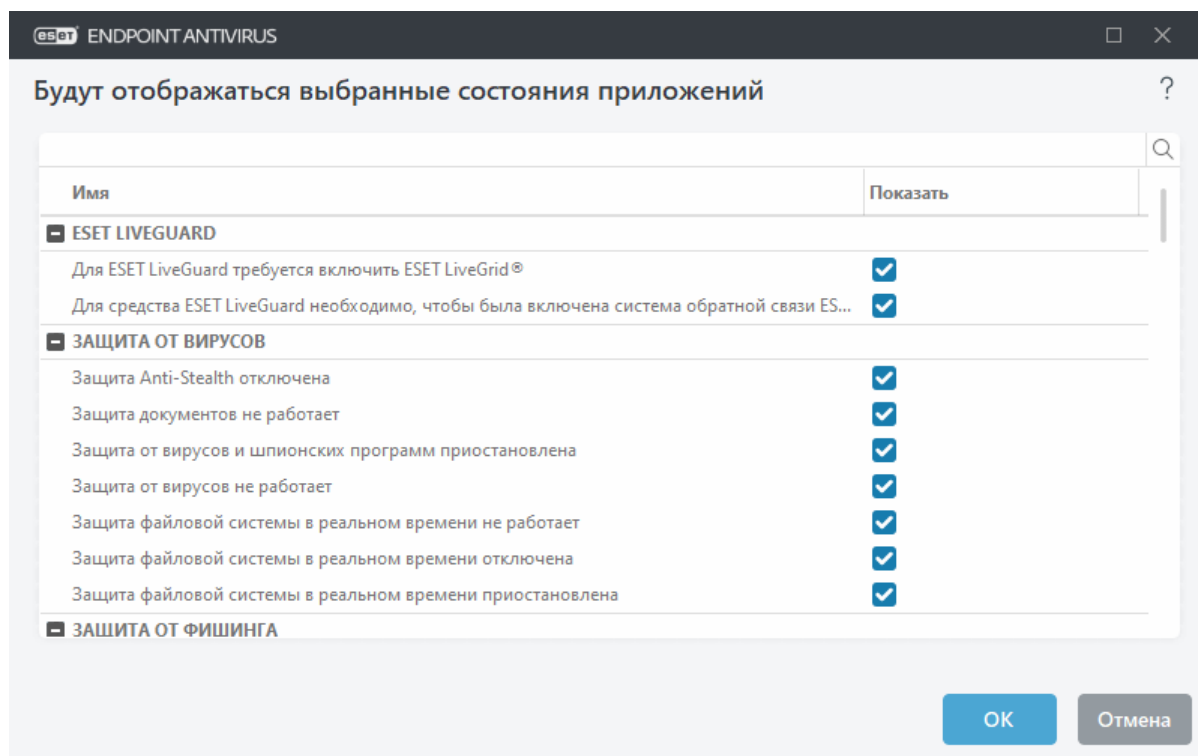 eset ENDPOINT ANTIVIRUS
Будут отображаться выбранные состояния приложений
?
Имя Показать
ESET LIVEGUARD
Для ESET LiveGuard требуется включить ESET LiveGrid®
Для средства ESET LiveGuard необходимо, чтобы была включена система обратной связи ES...
ЗАЩИТА ОТ ВИРУСОВ
Защита Anti-Stealth отключена
Защита документов не работает
Защита от вирусов и шпионских программ приостановлена
Защита от вирусов не работает
Защита файловой системы в реальном времени не работает
Защита файловой системы в реальном времени отключена
Защита файловой системы в реальном времени приостановлена
ЗАЩИТА ОТ ФИШИНГА
OK Отмена